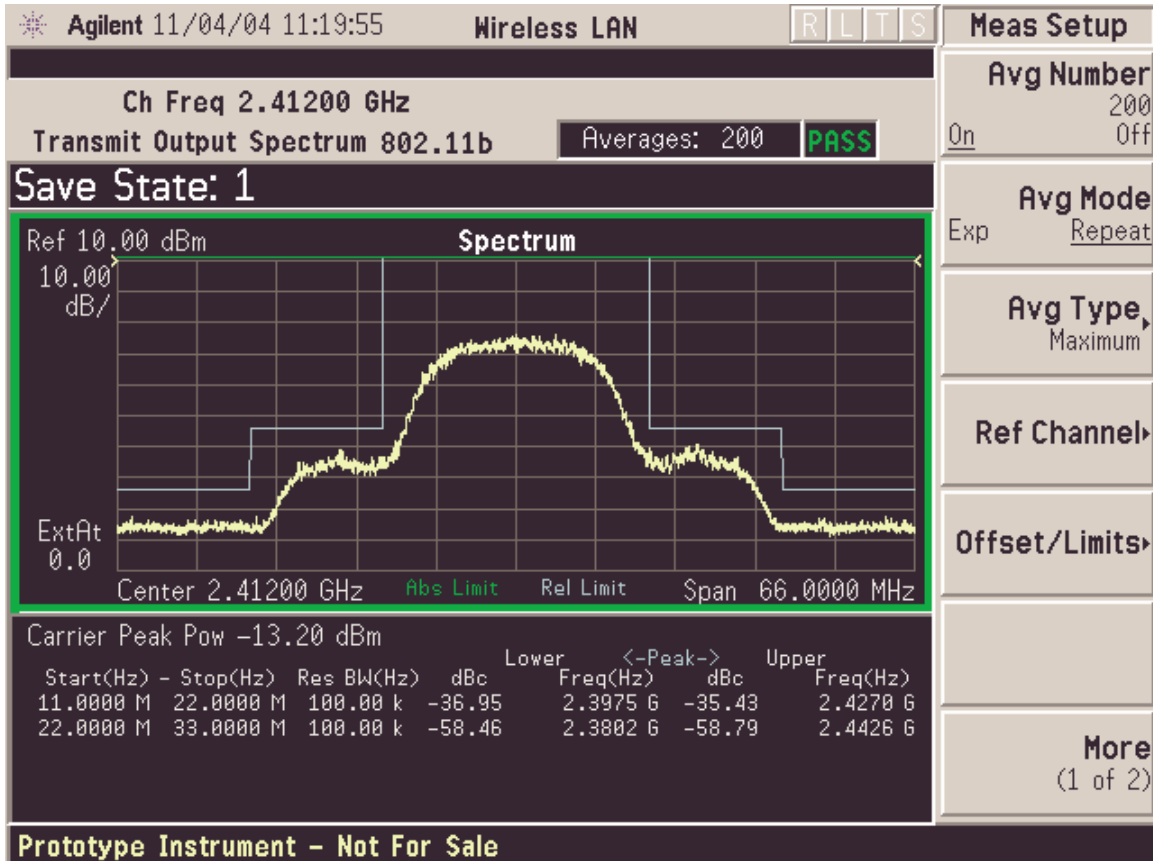 Agilent 11/04/04 11:19:55 Wireless LAN R L T S
Ch Freq 2.41200 GHz
Transmit Output Spectrum 802.11b Averages: 200 PASS
Save State: 1
Ref 10.00 dBm Spectrum
10.00
dB/
ExtAt
0.0
Center 2.41200 GHz Abs Limit Rel Limit Span 66.0000 MHz
Carrier Peak Pow -13.20 dBm
Lower <-Peak-> Upper
Start(Hz) - Stop(Hz) Res BW(Hz) dBc Freq(Hz) dBc Freq(Hz)
11.0000 M 22.0000 M 100.00 k -36.95 2.3975 G -35.43 2.4270 G
22.0000 M 33.0000 M 100.00 k -58.46 2.3802 G -58.79 2.4426 G
Prototype Instrument - Not For Sale
Meas Setup
Avg Number
200
On Off
Avg Mode
Exp Repeat
Avg Type
Maximum
Ref Channel
Offset/Limits
More
(1 of 2)